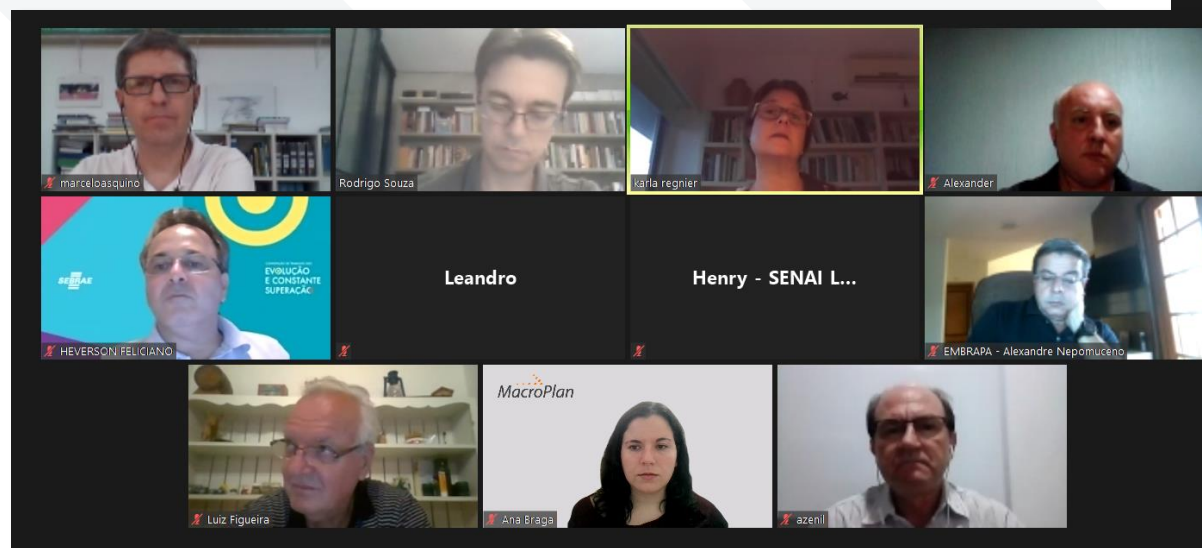 marceloasquino
Rodrigo Souza
karla regnier
Alexander
SEBRAE
EVOLUÇÃO
E CONSTANTE
SUPERAÇÃO
HEVERSON FELICIANO
Leandro
Henry - SENAI L...
EMBRAPA - Alexandre Nepomuceno
Luiz Figueira
MacroPlan
Ana Braga
azenil